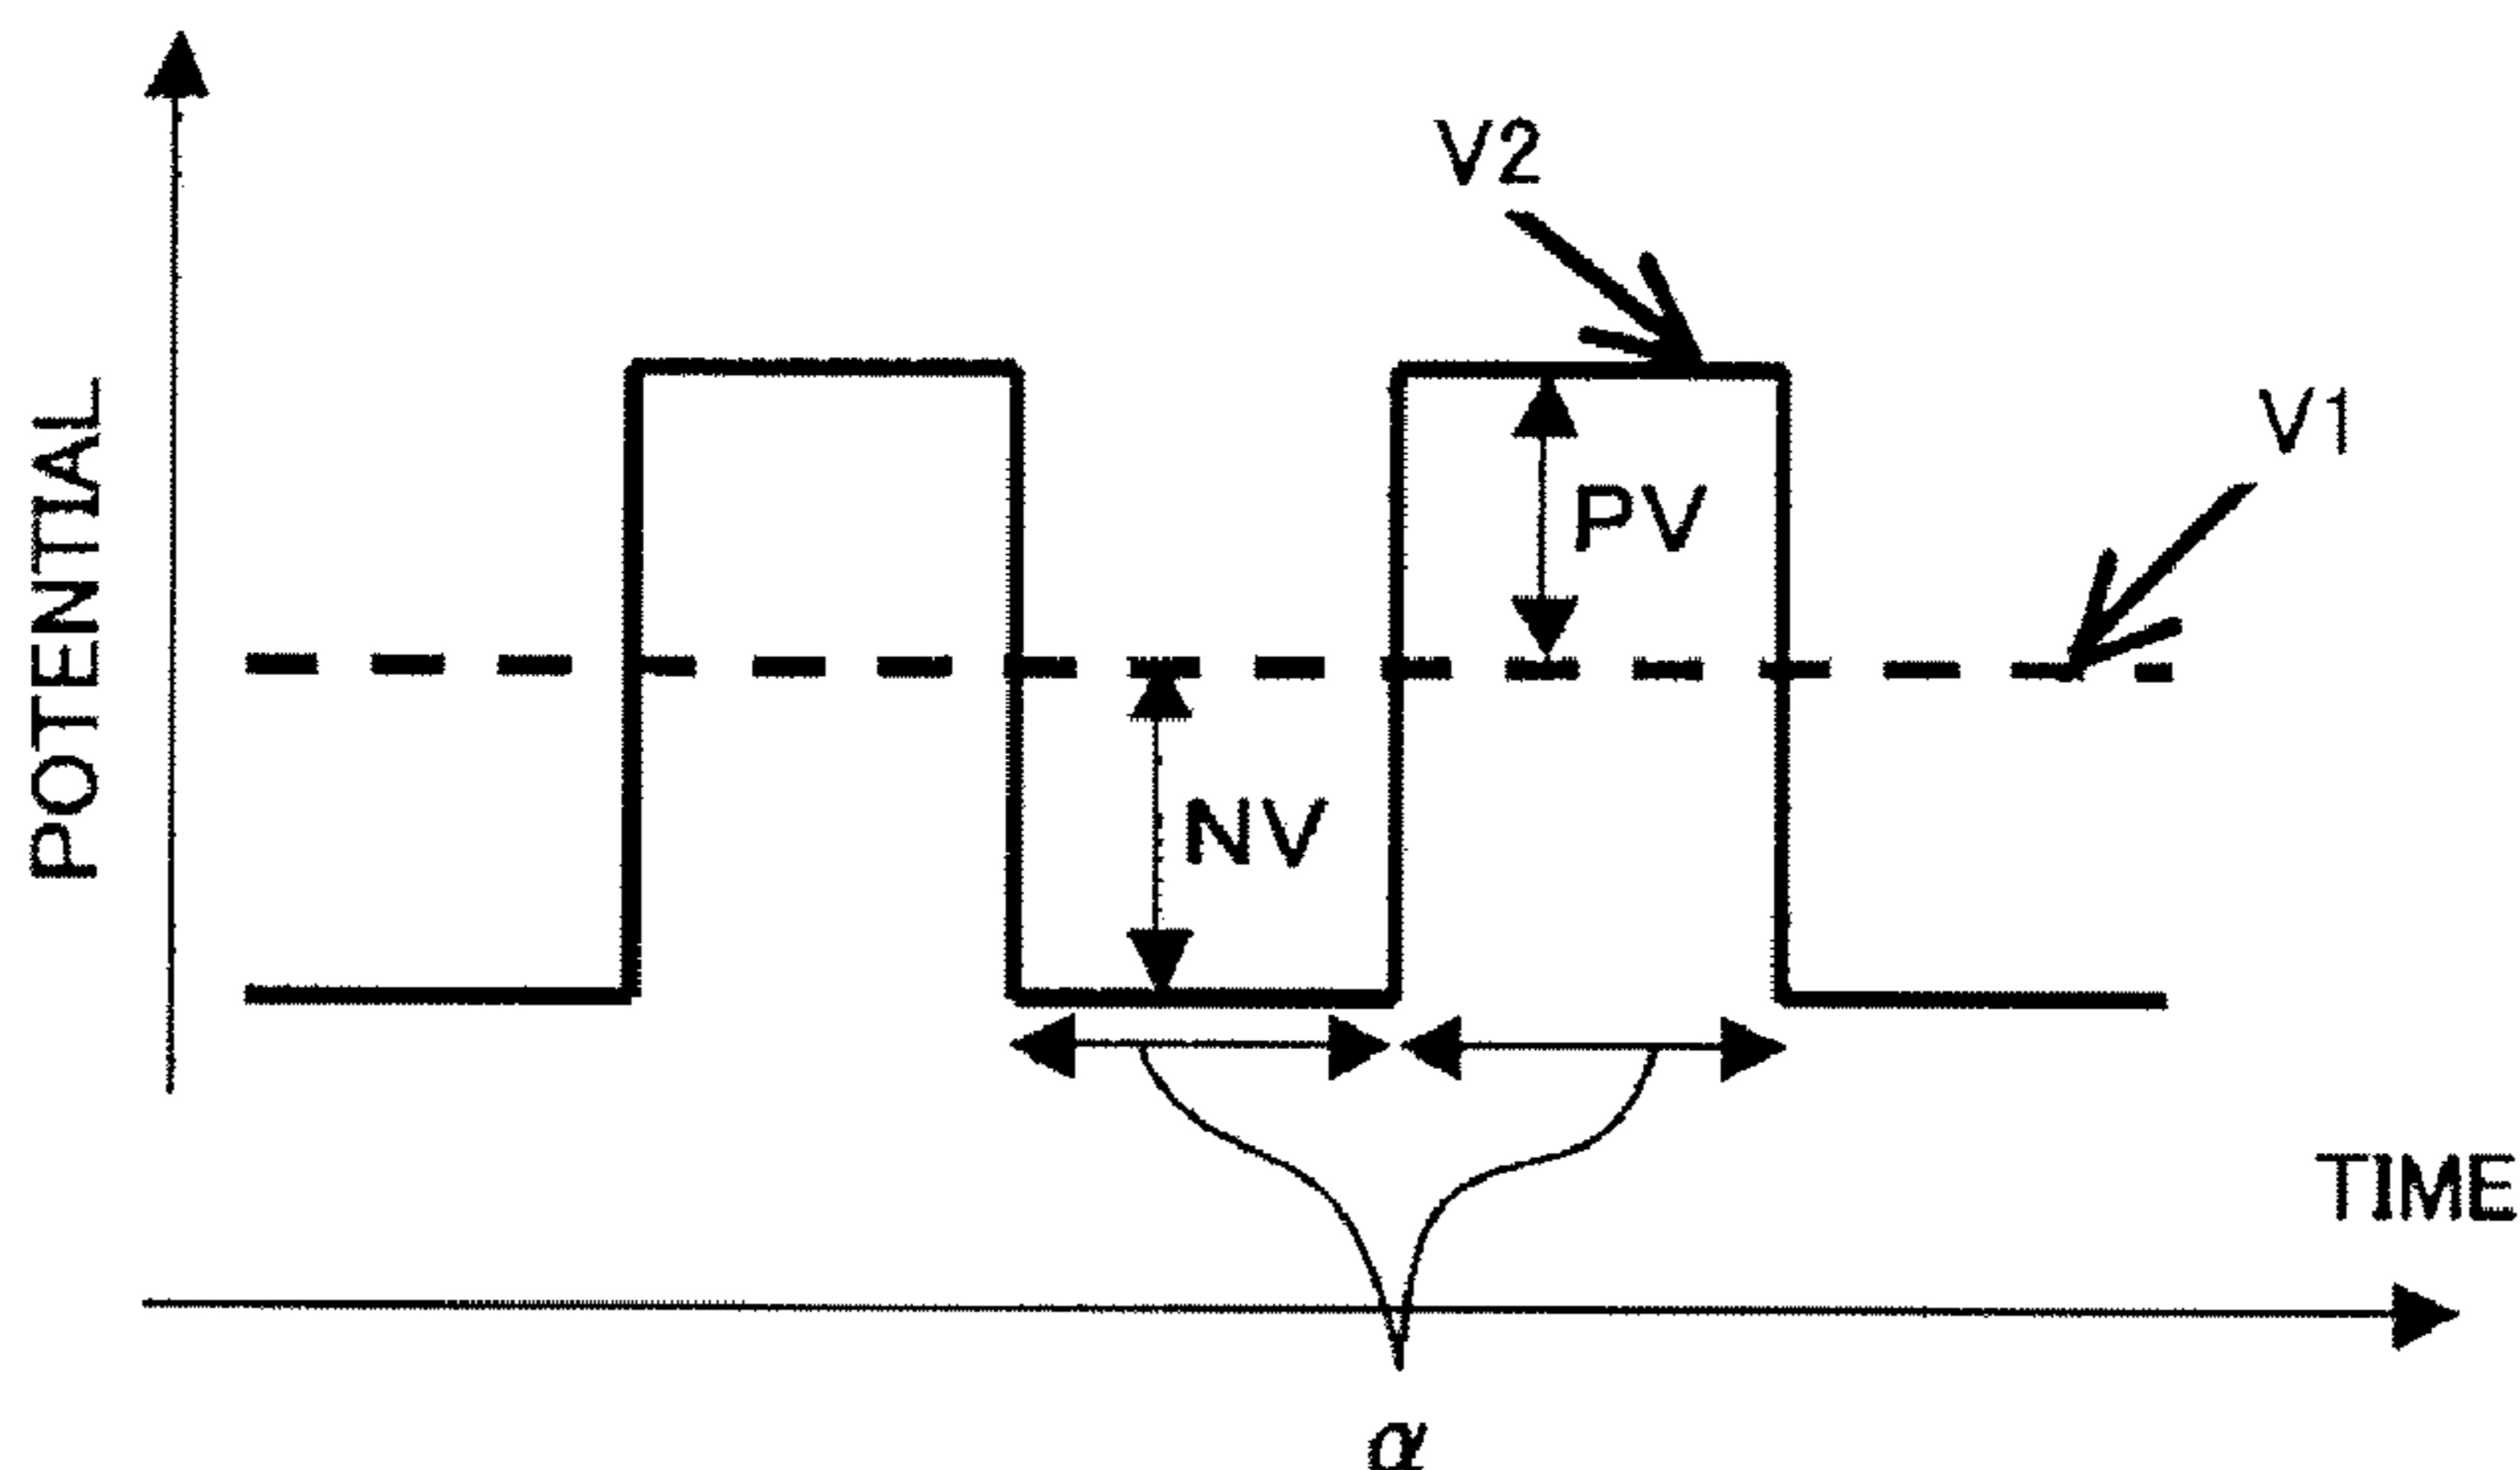 V2
V1
POTENTIAL
PV
NV
TIME
α